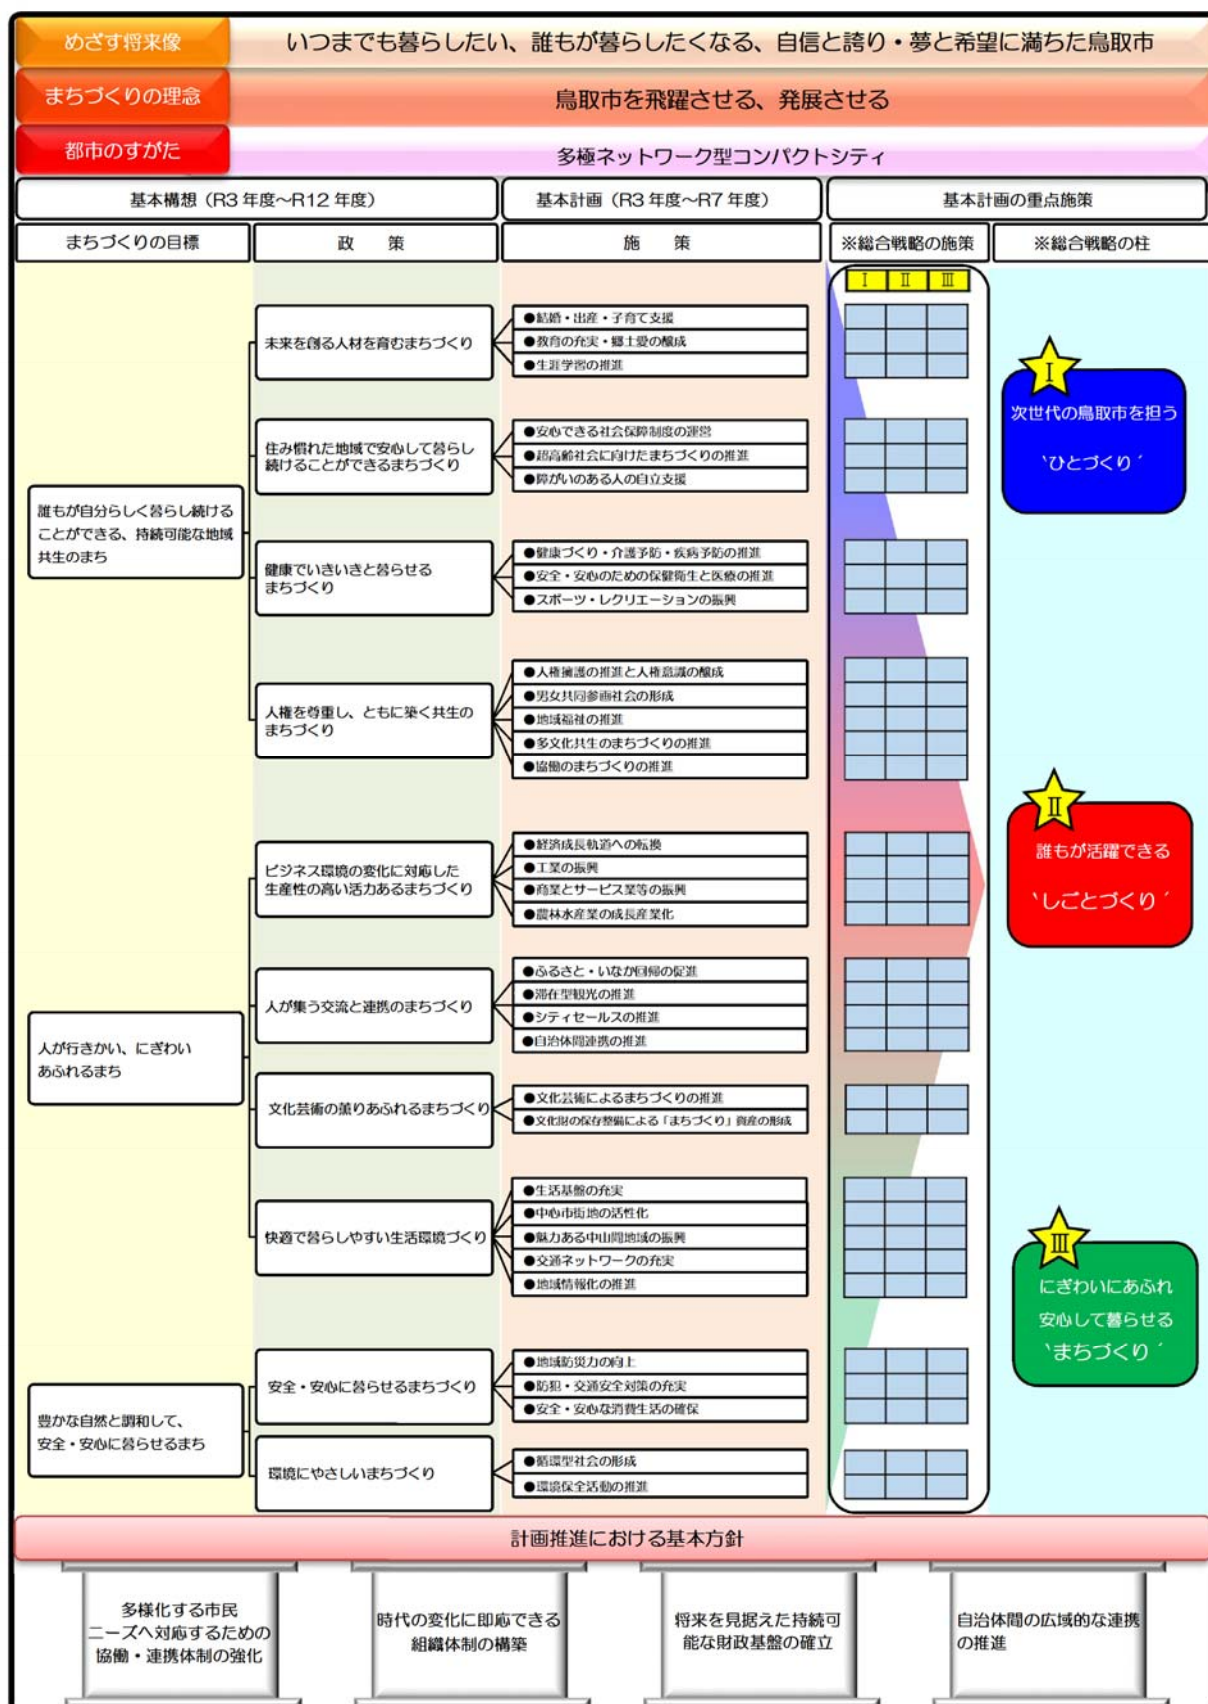 めざす将来像
いつまでも暮らしたい、誰もが暮らしたくなる、自信と誇り・夢と希望に満ちた鳥取市
まちづくりの理念
鳥取市を飛躍させる、発展させる
都市のすがた
多極ネットワーク型コンパクトシティ
基本構想（R3 年度～R12 年度）
基本計画（R3 年度～R7 年度）
基本計画の重点施策
まちづくりの目標
政　策
施　策
※総合戦略の施策
※総合戦略の柱
Ⅰ Ⅱ Ⅲ
誰もが自分らしく暮らし続ける
ことができる、持続可能な地域
共生のまち
未来を創る人材を育むまちづくり
●結婚・出産・子育て支援
●教育の充実・郷土愛の醸成
●生涯学習の推進
住み慣れた地域で安心して暮らし
続けることができるまちづくり
●安心できる社会保障制度の運営
●超高齢社会に向けたまちづくりの推進
●障がいのある人の自立支援
健康でいきいきと暮らせる
まちづくり
●健康づくり・介護予防・疾病予防の推進
●安全・安心のための保健衛生と医療の推進
●スポーツ・レクリエーションの振興
人権を尊重し、ともに築く共生の
まちづくり
●人権擁護の推進と人権意識の醸成
●男女共同参画社会の形成
●地域福祉の推進
●多文化共生のまちづくりの推進
●協働のまちづくりの推進
人が行きかい、にぎわい
あふれるまち
ビジネス環境の変化に対応した
生産性の高い活力あるまちづくり
●経済成長軌道への転換
●工業の振興
●商業とサービス業等の振興
●農林水産業の成長産業化
人が集う交流と連携のまちづくり
●ふるさと・いなか回帰の促進
●滞在型観光の推進
●シティセールスの推進
●自治体間連携の推進
文化芸術の薫りあふれるまちづくり
●文化芸術によるまちづくりの推進
●文化財の保存整備による「まちづくり」資産の形成
快適で暮らしやすい生活環境づくり
●生活基盤の充実
●中心市街地の活性化
●魅力ある中山間地域の振興
●交通ネットワークの充実
●地域情報化の推進
豊かな自然と調和して、
安全・安心に暮らせるまち
安全・安心に暮らせるまちづくり
●地域防災力の向上
●防犯・交通安全対策の充実
●安全・安心な消費生活の確保
環境にやさしいまちづくり
●循環型社会の形成
●環境保全活動の推進
Ⅰ
次世代の鳥取市を担う
‵ひとづくり ′
Ⅱ
誰もが活躍できる
‵しごとづくり ′
Ⅲ
にぎわいにあふれ
安心して暮らせる
‵まちづくり ′
計画推進における基本方針
多様化する市民
ニーズへ対応するための
協働・連携体制の強化
時代の変化に即応できる
組織体制の構築
将来を見据えた持続可
能な財政基盤の確立
自治体間の広域的な連携
の推進